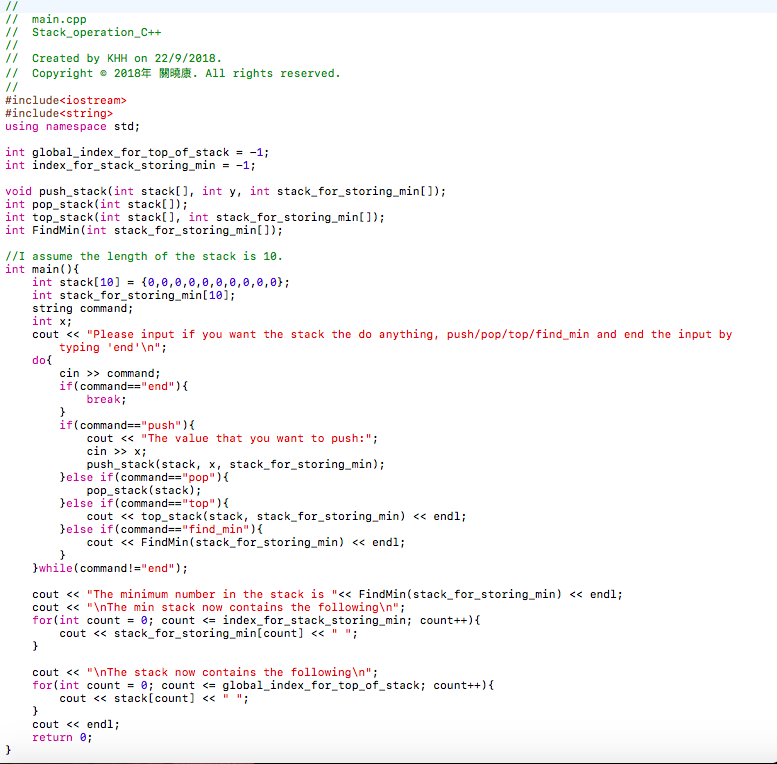 //
//  main.cpp
//  Stack_operation_C++
//
//  Created by KHH on 22/9/2018.
//  Copyright © 2018年 關曉康. All rights reserved.
//
#include<iostream>
#include<string>
using namespace std;

int global_index_for_top_of_stack = -1;
int index_for_stack_storing_min = -1;

void push_stack(int stack[], int y, int stack_for_storing_min[]);
int pop_stack(int stack[]);
int top_stack(int stack[], int stack_for_storing_min[]);
int FindMin(int stack_for_storing_min[]);

//I assume the length of the stack is 10.
int main(){
    int stack[10] = {0,0,0,0,0,0,0,0,0,0};
    int stack_for_storing_min[10];
    string command;
    int x;
    cout << "Please input if you want the stack the do anything, push/pop/top/find_min and end the input by
        typing 'end'\n";
    do{
        cin >> command;
        if(command=="end"){
            break;
        }
        if(command=="push"){
            cout << "The value that you want to push:";
            cin >> x;
            push_stack(stack, x, stack_for_storing_min);
        }else if(command=="pop"){
            pop_stack(stack);
        }else if(command=="top"){
            cout << top_stack(stack, stack_for_storing_min) << endl;
        }else if(command=="find_min"){
            cout << FindMin(stack_for_storing_min) << endl;
        }
    }while(command!="end");

    cout << "The minimum number in the stack is "<< FindMin(stack_for_storing_min) << endl;
    cout << "\nThe min stack now contains the following\n";
    for(int count = 0; count <= index_for_stack_storing_min; count++){
        cout << stack_for_storing_min[count] << " ";
    }

    cout << "\nThe stack now contains the following\n";
    for(int count = 0; count <= global_index_for_top_of_stack; count++){
        cout << stack[count] << " ";
    }
    cout << endl;
    return 0;
}